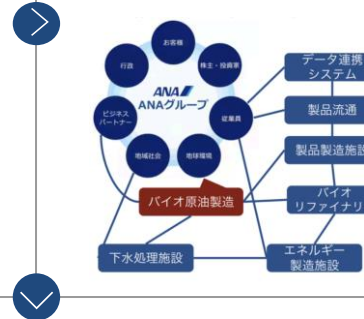 お客様
行政
株主・投資家
ANA
ANAグループ
ビジネス
パートナー
従業員
地域社会
地球環境
データ連携
システム
製品流通
製品製造施設
バイオ原油製造
バイオ
リファイナリ
下水処理施設
エネルギー
製造施設